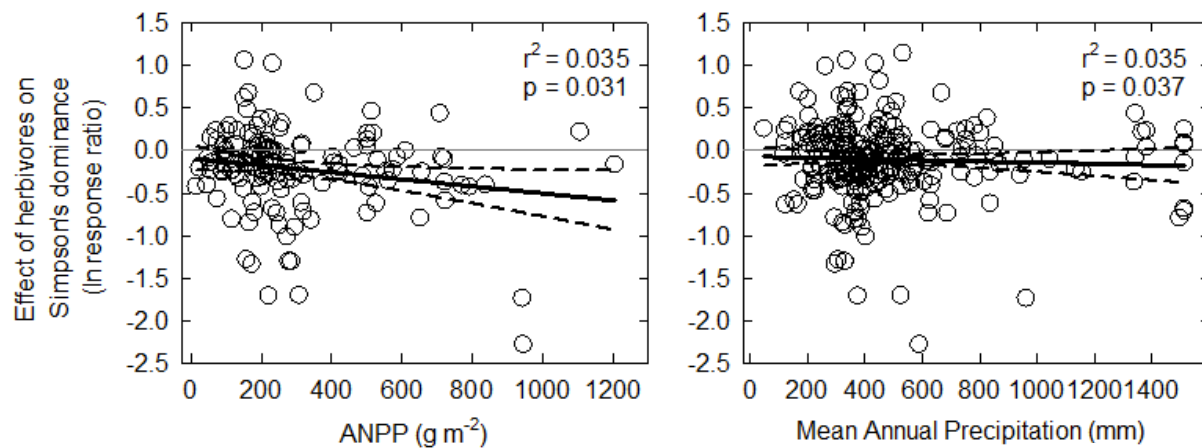 Effect of herbivores on
Simpson's dominance
(ln response ratio)
1.5
1.0
0.5
0.0
-0.5
-1.0
-1.5
-2.0
-2.5
r² = 0.035
p = 0.031
0 200 400 600 800 1000 1200
ANPP (g m⁻²)
1.5
1.0
0.5
0.0
-0.5
-1.0
-1.5
-2.0
-2.5
r² = 0.035
p = 0.037
0 200 400 600 800 1000 1200 1400
Mean Annual Precipitation (mm)